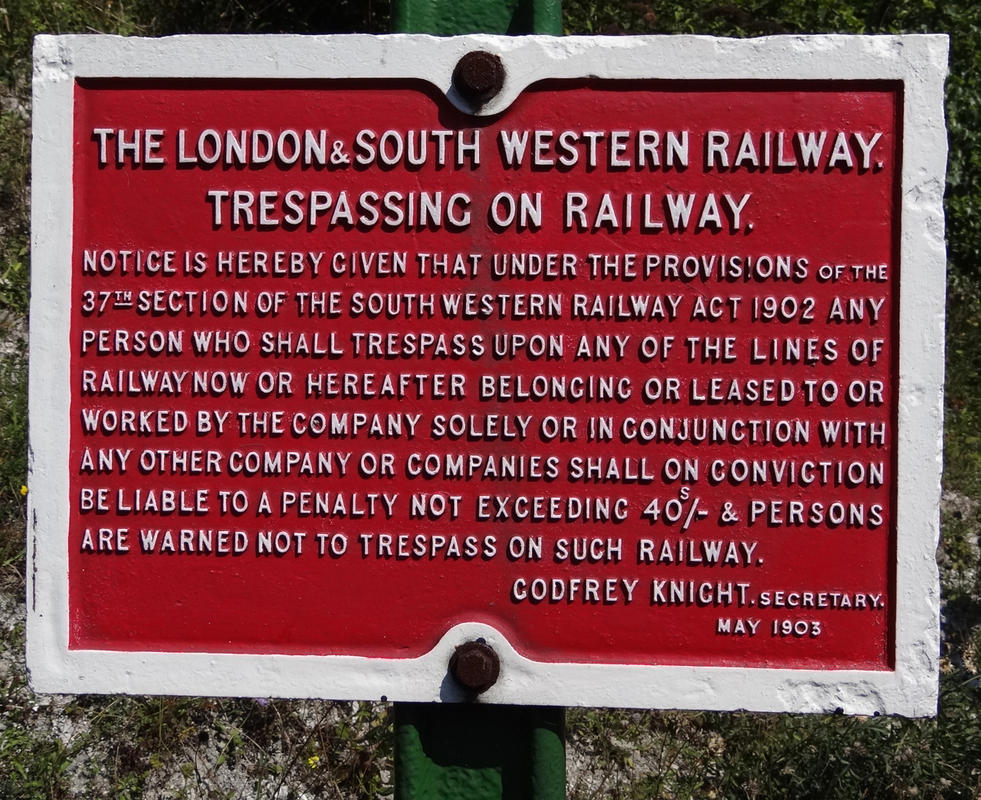 THE LONDON & SOUTH WESTERN RAILWAY.
TRESPASSING ON RAILWAY.
NOTICE IS HEREBY GIVEN THAT UNDER THE PROVISIONS OF THE
37TH SECTION OF THE SOUTH WESTERN RAILWAY ACT 1902 ANY
PERSON WHO SHALL TRESPASS UPON ANY OF THE LINES OF
RAILWAY NOW OR HEREAFTER BELONGING OR LEASED TO OR
WORKED BY THE COMPANY SOLELY OR IN CONJUNCTION WITH
ANY OTHER COMPANY OR COMPANIES SHALL ON CONVICTION
BE LIABLE TO A PENALTY NOT EXCEEDING 40S/- & PERSONS
ARE WARNED NOT TO TRESPASS ON SUCH RAILWAY.
GODFREY KNIGHT. SECRETARY.
MAY 1903